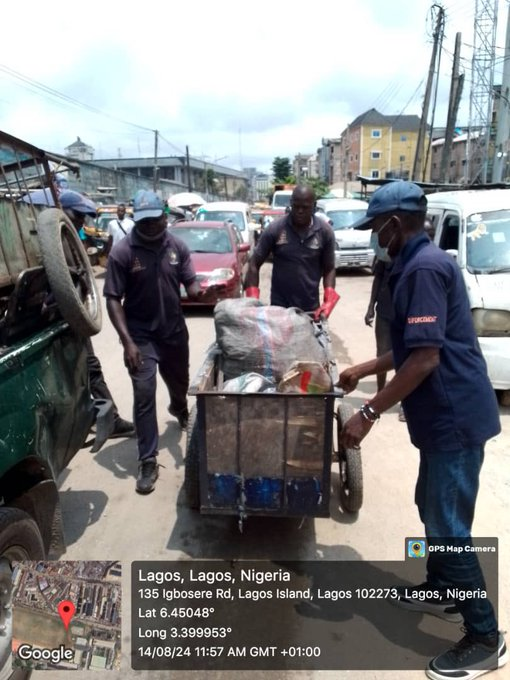 ENFORCEMENT
GPS Map Camera
Lagos, Lagos, Nigeria
135 Igbosere Rd, Lagos Island, Lagos 102273, Lagos, Nigeria
Lat 6.45048°
Long 3.399953°
14/08/24 11:57 AM GMT +01:00
Google